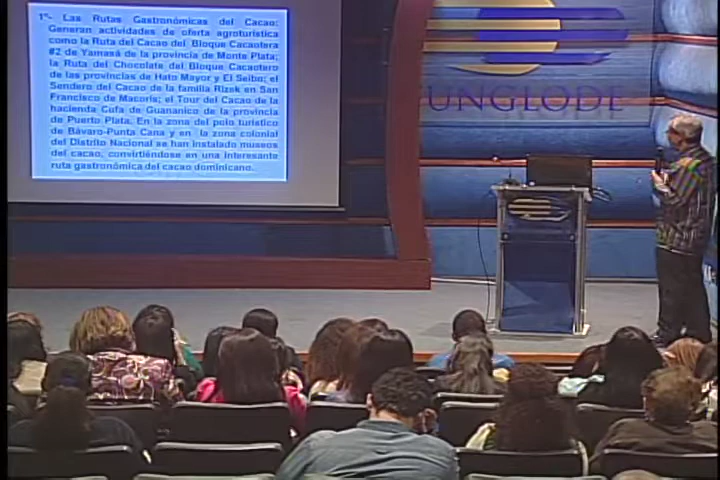 1º- Las Rutas Gastronómicas del Cacao:
Generan actividades de oferta agroturística
como la Ruta del Cacao del Bloque Cacaotera
#2 de Yamasá de la provincia de Monte Plata;
la Ruta del Chocolate del Bloque Cacaotero
de las provincias de Hato Mayor y El Seibo; el
Sendero del Cacao de la familia Rizek en San
Francisco de Macorís; el Tour del Cacao de la
hacienda Cufa de Guananico de la provincia
de Puerto Plata. En la zona del polo turístico
de Bávaro-Punta Cana y en la zona colonial
del Distrito Nacional se han instalado museos
del cacao, convirtiéndose en una interesante
ruta gastronómica del cacao dominicano.
UNGLODE